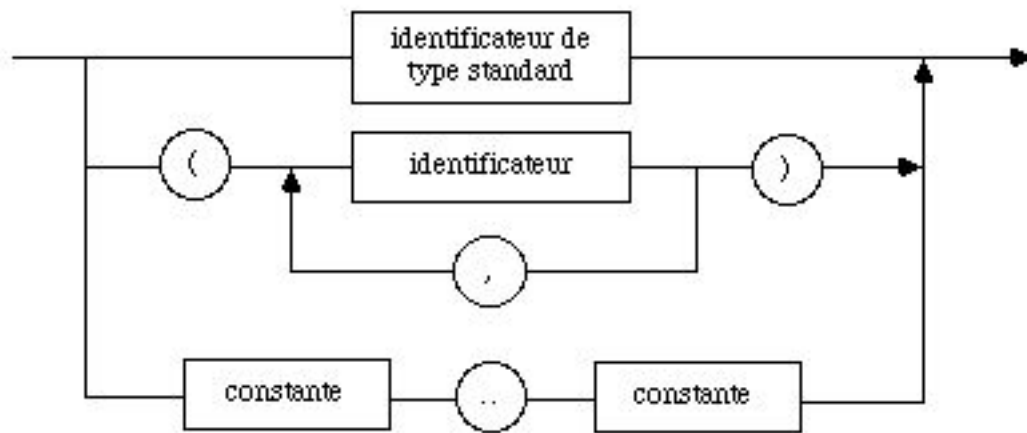 identificateur de
type standard
( identificateur )
,
constante .. constante